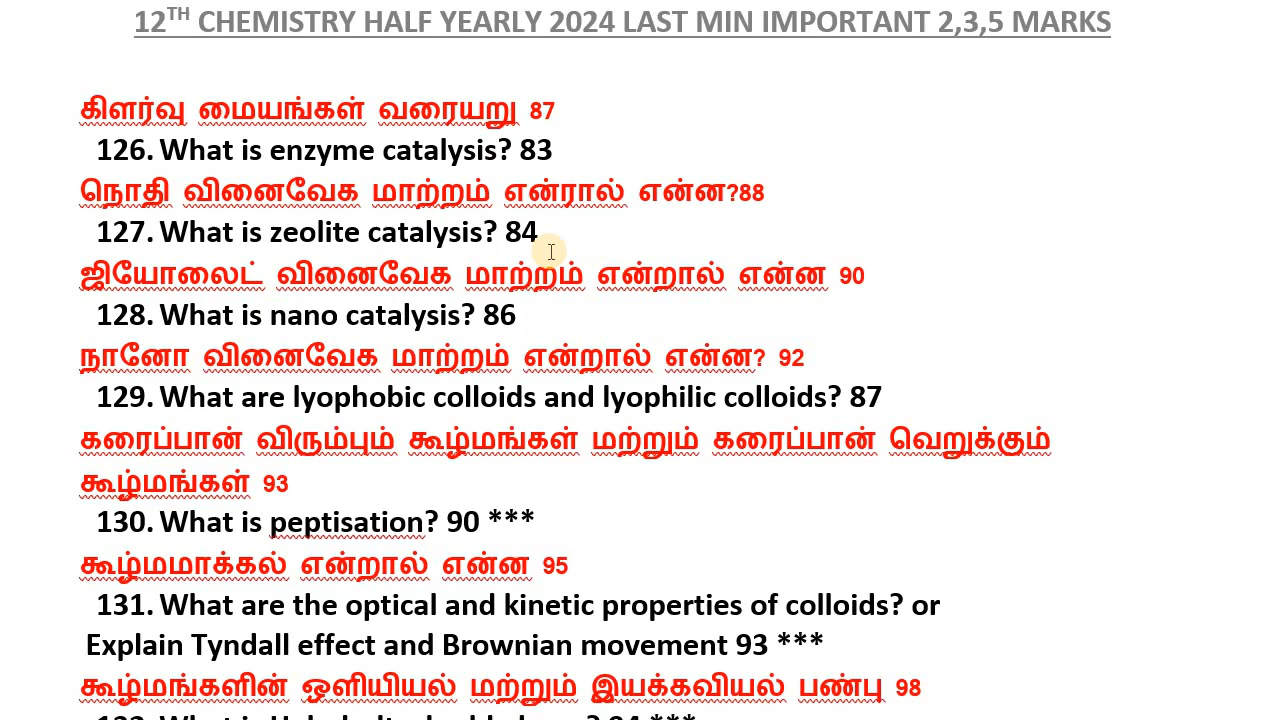 12TH CHEMISTRY HALF YEARLY 2024 LAST MIN IMPORTANT 2,3,5 MARKS
கிளர்வு மையங்கள் வரையறு 87
126. What is enzyme catalysis? 83
நொதி வினைவேக மாற்றம் என்ரால் என்ன?88
127. What is zeolite catalysis? 84
ஜியோலைட் வினைவேக மாற்றம் என்றால் என்ன 90
128. What is nano catalysis? 86
நானோ வினைவேக மாற்றம் என்றால் என்ன? 92
129. What are lyophobic colloids and lyophilic colloids? 87
கரைப்பான் விரும்பும் கூழ்மங்கள் மற்றும் கரைப்பான் வெறுக்கும்
கூழ்மங்கள் 93
130. What is peptisation? 90 ***
கூழ்மமாக்கல் என்றால் என்ன 95
131. What are the optical and kinetic properties of colloids? or
Explain Tyndall effect and Brownian movement 93 ***
கூழ்மங்களின் ஒளியியல் மற்றும் இயக்கவியல் பண்பு 98